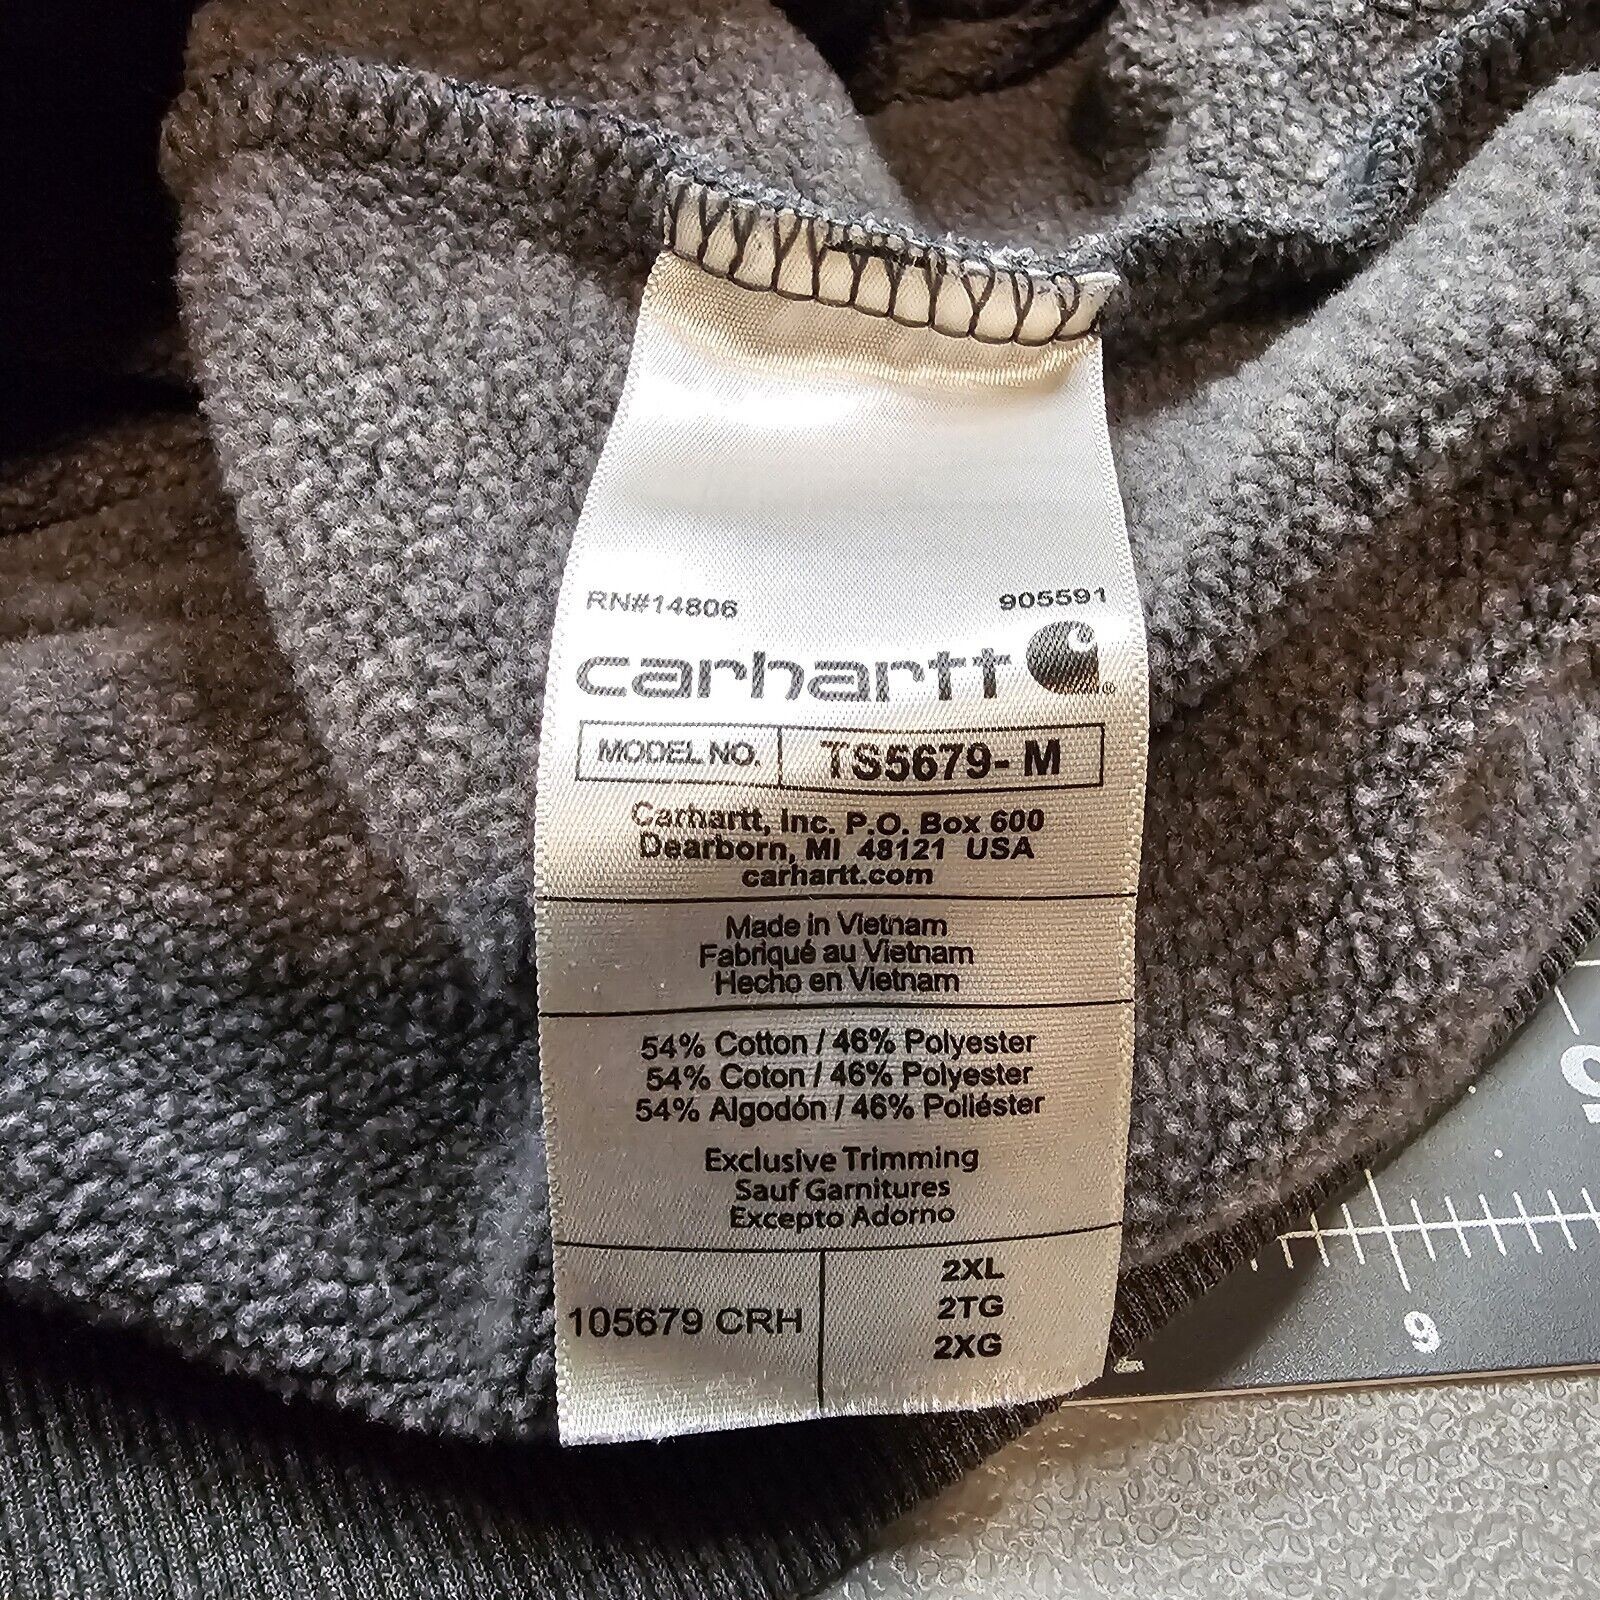 RN#14806 905591
carhartt ®
MODEL NO. TS5679-M
Carhartt, Inc. P.O. Box 600
Dearborn, MI 48121 USA
carhartt.com
Made in Vietnam
Fabriqué au Vietnam
Hecho en Vietnam
54% Cotton / 46% Polyester
54% Coton / 46% Polyester
54% Algodón / 46% Poliéster
Exclusive Trimming
Sauf Garnitures
Excepto Adorno
105679 CRH
2XL
2TG
2XG
10
9